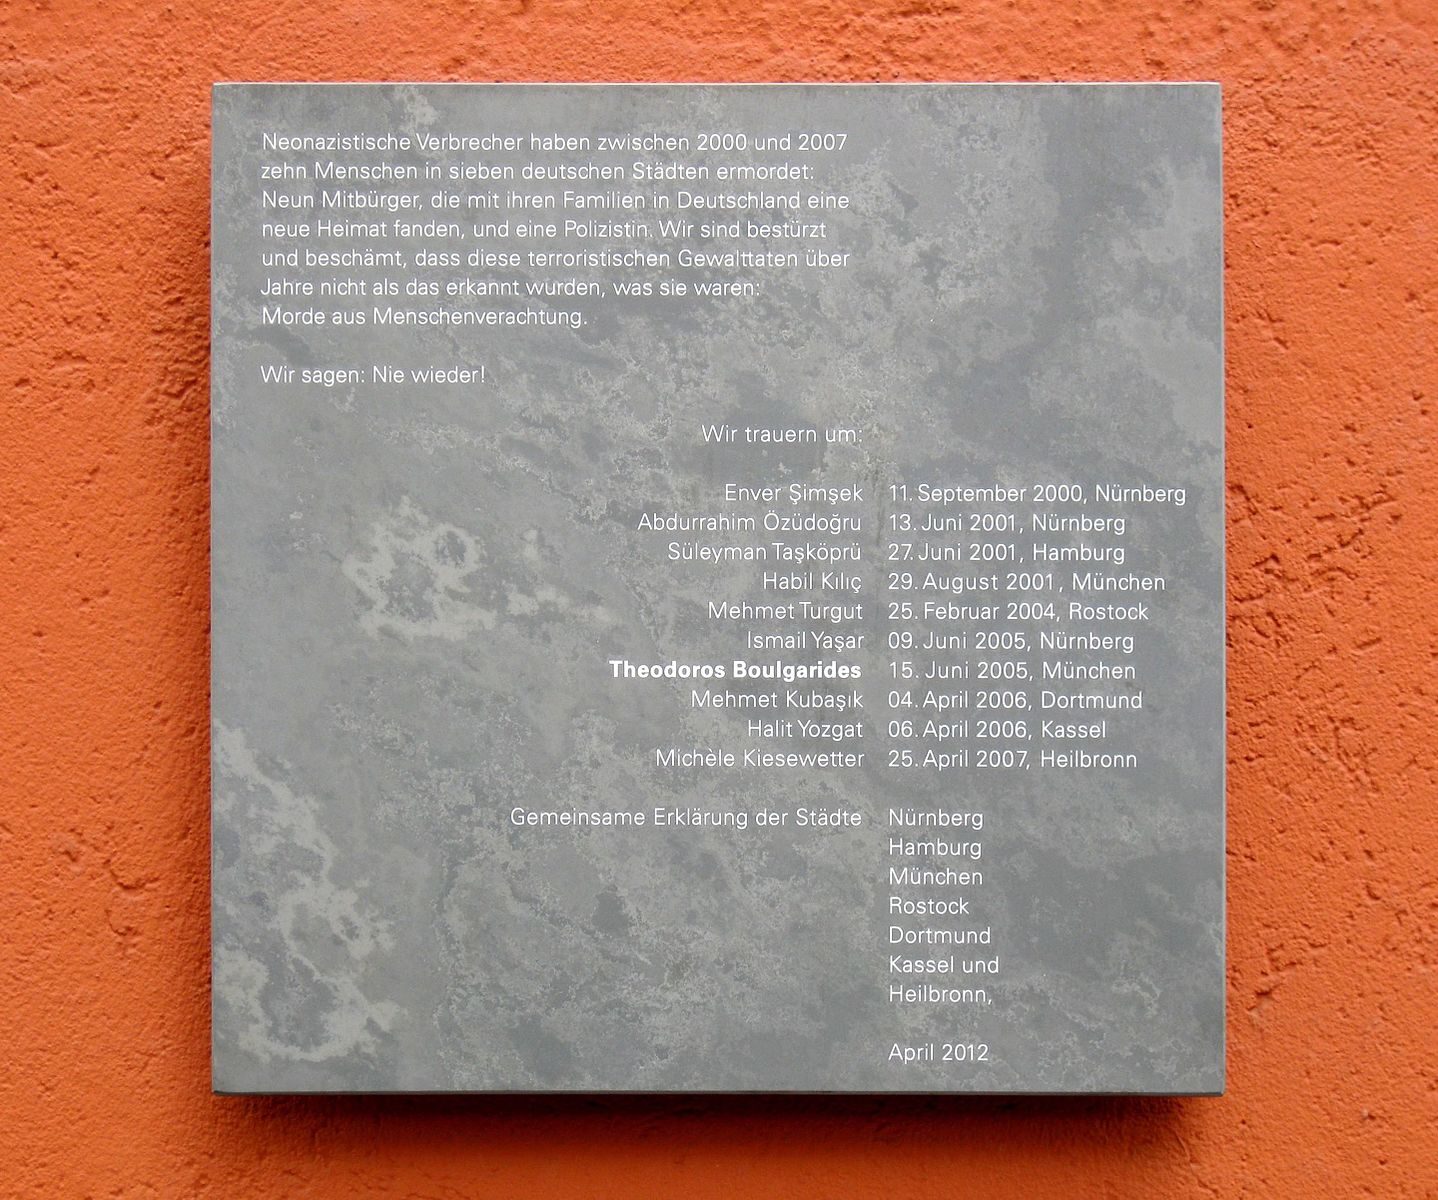 Neonazistische Verbrecher haben zwischen 2000 und 2007
zehn Menschen in sieben deutschen Städten ermordet:
Neun Mitbürger, die mit ihren Familien in Deutschland eine
neue Heimat fanden, und eine Polizistin. Wir sind bestürzt
und beschämt, dass diese terroristischen Gewalttaten über
Jahre nicht als das erkannt wurden, was sie waren:
Morde aus Menschenverachtung.
Wir sagen: Nie wieder!
Wir trauern um:
Enver Şimşek 11. September 2000, Nürnberg
Abdurrahim Özüdoğru 13. Juni 2001, Nürnberg
Süleyman Taşköprü 27. Juni 2001, Hamburg
Habil Kılıç 29. August 2001, München
Mehmet Turgut 25. Februar 2004, Rostock
Ismail Yaşar 09. Juni 2005, Nürnberg
Theodoros Boulgarides 15. Juni 2005, München
Mehmet Kubaşık 04. April 2006, Dortmund
Halit Yozgat 06. April 2006, Kassel
Michèle Kiesewetter 25. April 2007, Heilbronn
Gemeinsame Erklärung der Städte Nürnberg
Hamburg
München
Rostock
Dortmund
Kassel und
Heilbronn,
April 2012